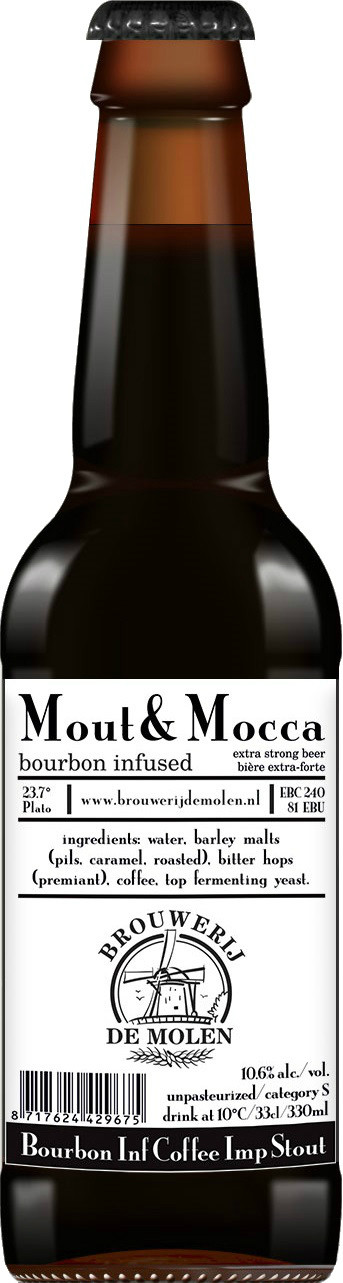 Mout & Mocca
bourbon infused
extra strong beer
bière extra-forte
23.7°
Plato
www.brouwerijdemolen.nl
EBC 240
81 EBU
ingredients: water, barley malts
(pils, caramel, roasted), bitter hops
(premiant), coffee, top fermenting yeast.
BROUWERIJ
DE MOLEN
10.6% alc./vol.
unpasteurized/category S
drink at 10°C/33cl/330ml
8 717624 429675
Bourbon Inf Coffee Imp Stout